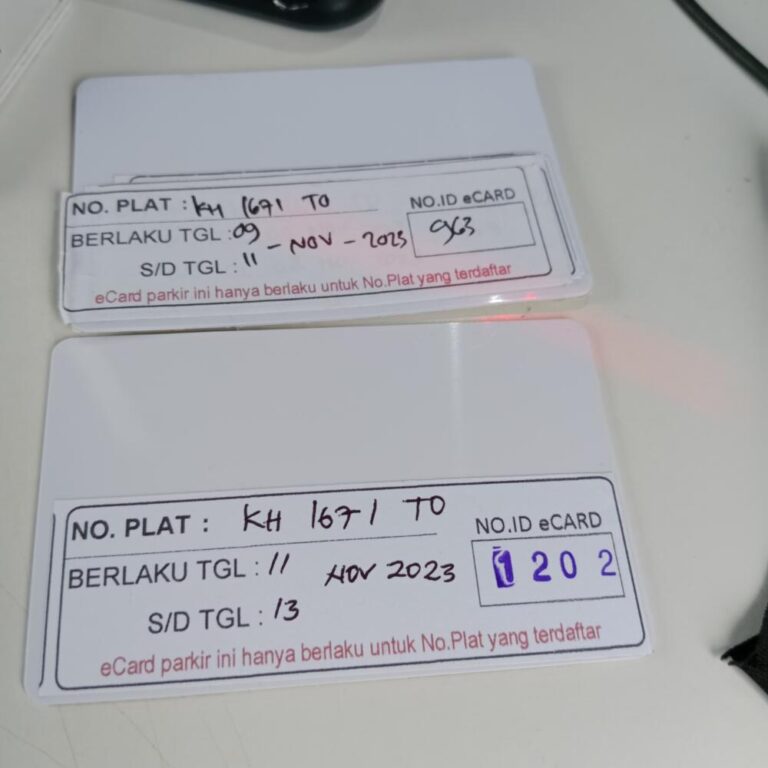 NO. PLAT : KH 1671 TO
NO.ID eCARD
BERLAKU TGL : 09 - NOV - 2023
963
S/D TGL : 11
eCard parkir ini hanya berlaku untuk No.Plat yang terdaftar
NO. PLAT : KH 1671 TO
NO.ID eCARD
BERLAKU TGL : 11 NOV 2023
1202
S/D TGL : 13
eCard parkir ini hanya berlaku untuk No.Plat yang terdaftar